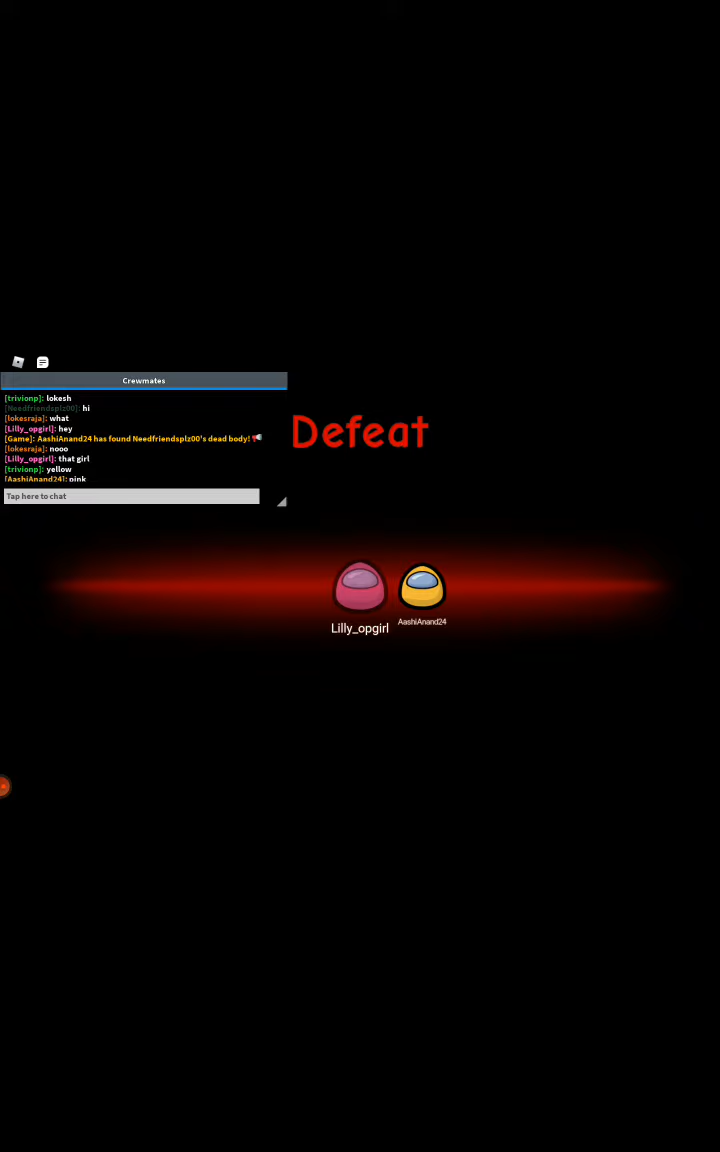 Crewmates
[trivionp]: lokesh
[Needfriendsplz00]: hi
[lokesraja]: what
[Lilly_opgirl]: hey
[Game]: AashiAnand24 has found Needfriendsplz00's dead body!
[lokesraja]: nooo
[Lilly_opgirl]: that girl
[trivionp]: yellow
[AashiAnand24]: pink
Tap here to chat
Defeat
Lilly_opgirl
AashiAnand24